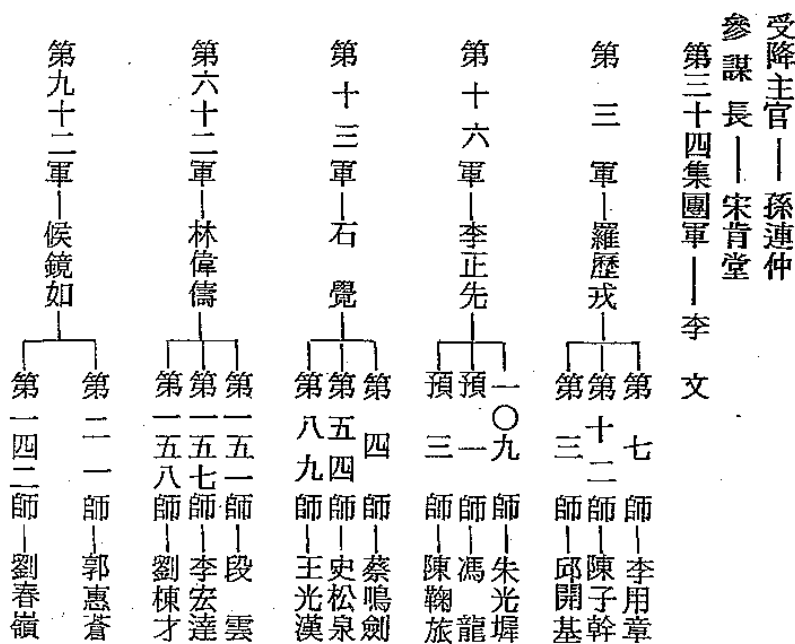 受降主官——孫連仲
參謀長——宋肯堂
第三十四集團軍——李文
第三軍—羅歷戎
第七師—李用章
第十二師—陳子幹
第三師—邱開基
第十六軍—李正先
一〇九師—朱光墀
預一師—馮龍
預三師—陳鞠旅
第十三軍—石覺
第四師—蔡鳴劍
第五四師—史松泉
第八九師—王光漢
第六十二軍—林偉儔
第一五一師—段雲
第一五七師—李宏達
第一五八師—劉棟才
第九十二軍—侯鏡如
第二一師—郭惠蒼
第一四二師—劉春嶺